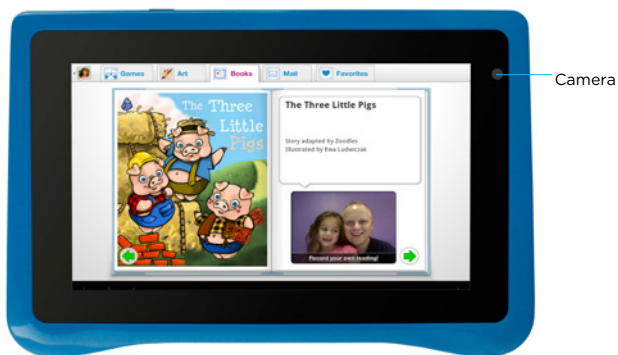 Games Art Books Mail Favorites
The Three
Little
Pigs
The Three Little Pigs
Story adapted by Zoodles
Illustrated by Ewa Ludwiczak
Record your own reading!
Camera